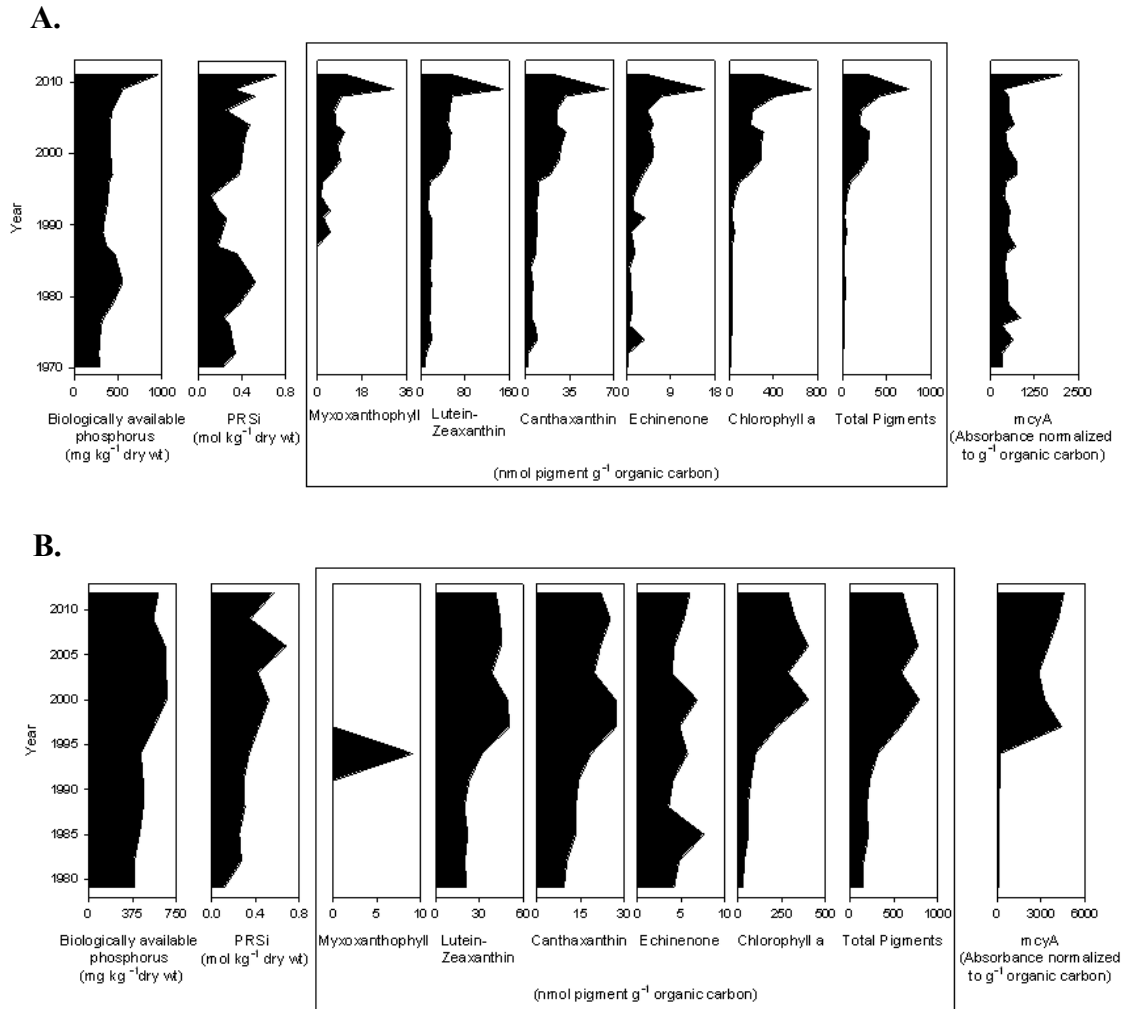 A.
Year
2010
2000
1990
1980
1970
0 500 1000
0 0.4 0.8
0 18 36
0 80 160
0 35 70
0 9 18
0 400 800
0 500 1000
0 1250 2500
Biologically available
phosphorus
(mg kg⁻¹ dry wt)
PRSi
(mol kg⁻¹ dry wt)
Myxoxanthophyll
Lutein-
Zeaxanthin
Canthaxanthin
Echinenone
Chlorophyll a
Total Pigments
mcyA
(Absorbance normalized
to g⁻¹ organic carbon)
(nmol pigment g⁻¹ organic carbon)
B.
Year
2010
2005
2000
1995
1990
1985
1980
0 375 750
0.0 0.4 0.8
0 5 10
0 30 60
0 15 30
0 5 10
0 250 500
0 500 1000
0 3000 6000
Biologically available
phosphorus
(mg kg⁻¹ dry wt)
PRSi
(mol kg⁻¹ dry wt)
Myxoxanthophyll
Lutein-
Zeaxanthin
Canthaxanthin
Echinenone
Chlorophyll a
Total Pigments
mcyA
(Absorbance normalized
to g⁻¹ organic carbon)
(nmol pigment g⁻¹ organic carbon)